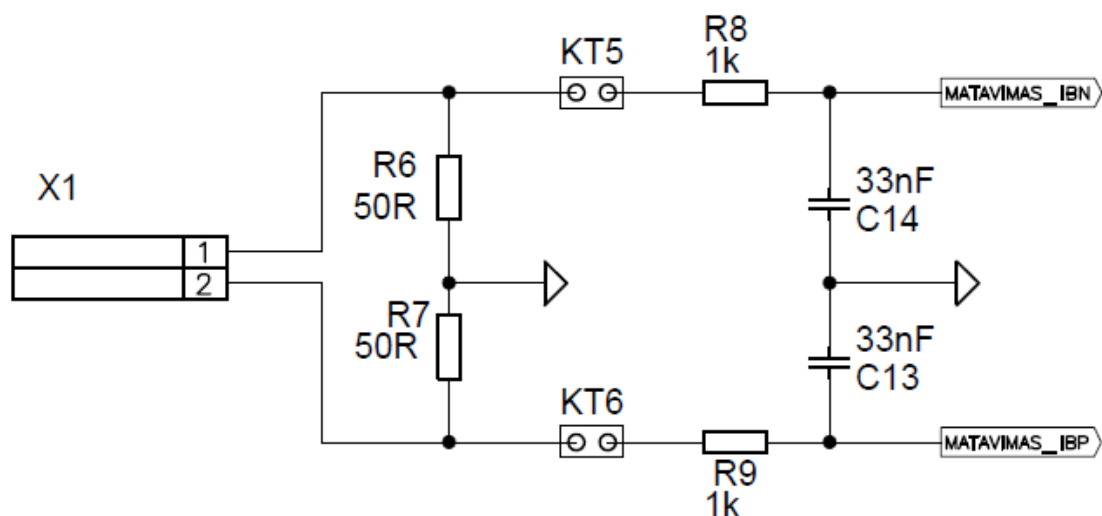 R8
1k
KT5
MATAVIMAS_IBN
R6
50R
33nF
C14
X1
1
2
R7
50R
33nF
C13
KT6
MATAVIMAS_IBP
R9
1k